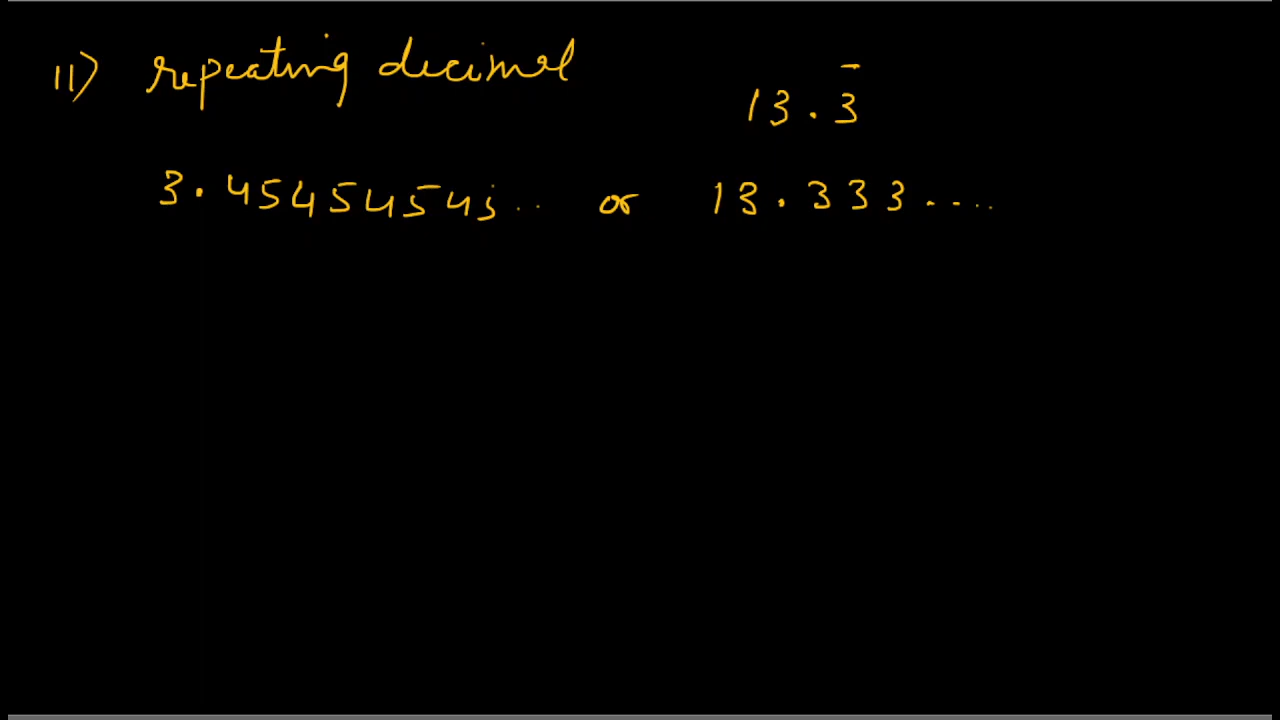 11) repeating decimal
13.3̄
3.45454545.. or 13.333.....